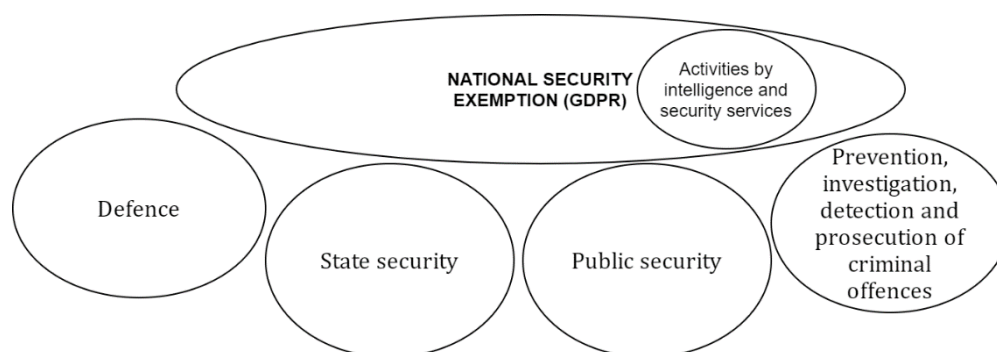 NATIONAL SECURITY
EXEMPTION (GDPR)
Activities by
intelligence and
security services
Defence
State security
Public security
Prevention,
investigation,
detection and
prosecution of
criminal
offences